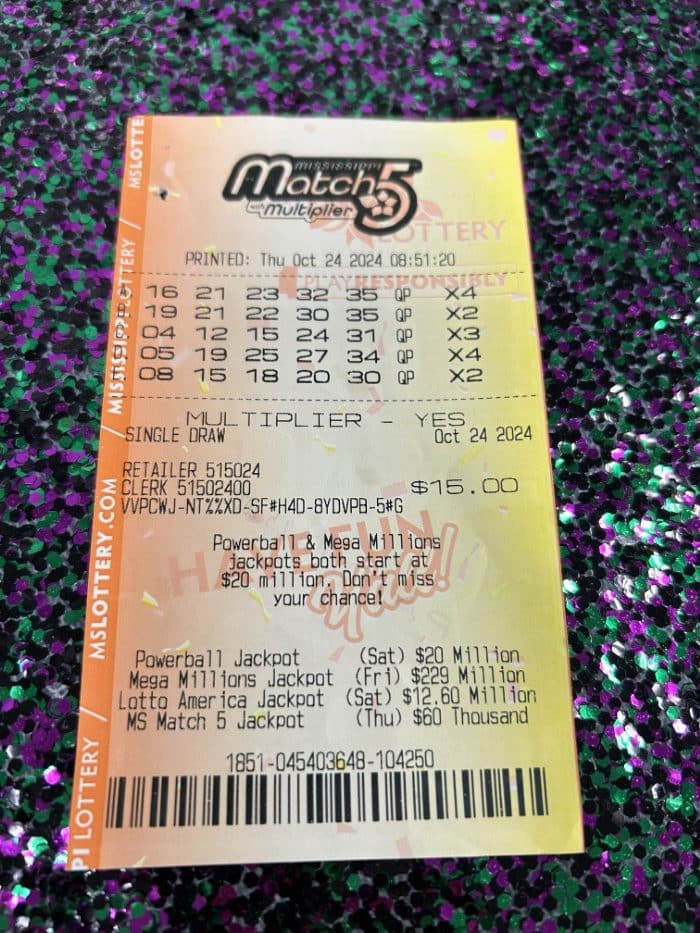 MISSISSIPPI
Match 5
with Multiplier
LOTTERY
PRINTED: Thu Oct 24 2024 08:51:20
PLAY RESPONSIBLY
16 21 23 32 35 QP X4
19 21 22 30 35 QP X2
04 12 15 24 31 QP X3
05 19 25 27 34 QP X4
08 15 18 20 30 QP X2
MULTIPLIER - YES
SINGLE DRAW Oct 24 2024
RETAILER 515024
CLERK 51502400 $15.00
VVPCWJ-NT%%XD-SF#H4D-8YDVPB-5#G
HAVE FUN
Y'all!
Powerball & Mega Millions
jackpots both start at
$20 million. Don't miss
your chance!
Powerball Jackpot (Sat) $20 Million
Mega Millions Jackpot (Fri) $229 Million
Lotto America Jackpot (Sat) $12.60 Million
MS Match 5 Jackpot (Thu) $60 Thousand
1851-045403648-104250
PI LOTTERY / MSLOTTERY.COM / MISSISSIPPI LOTTERY / MSLOTTE